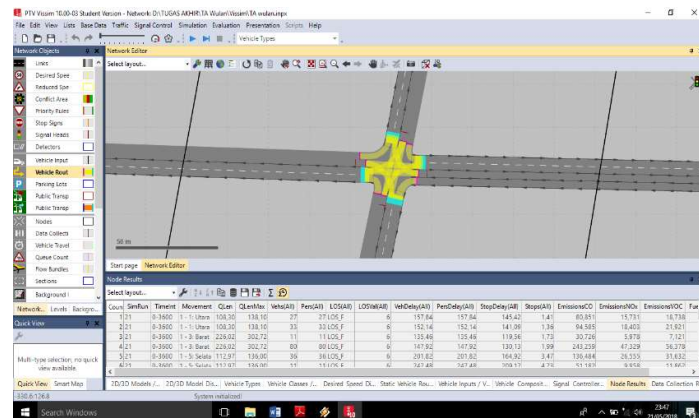 PTV Vissim 10.00-03 Student Version - Network: D:\TUGAS AKHIR\TA Wulan\Vissim\TA wulan.inpx
File Edit View Lists Base Data Traffic Signal Control Simulation Evaluation Presentation Scripts Help
Vehicle Types
Network Objects
Network Editor
Select layout...
Links
Desired Spee
Reduced Spe
Conflict Area
Priority Rules
Stop Signs
Signal Heads
Detectors
Vehicle Input
Vehicle Rout
Parking Lots
Public Transp
Public Transp
Nodes
Data Collecti
Vehicle Travel
Queue Count
Flow Bundles
Sections
Background I
50 m
Start page Network Editor
Node Results
Select layout...
Network... Levels Backgro...
Quick View
Multi-type selection; no quick view available.
Quick View Smart Map
Coun SimRun TimeInt Movement QLen QLenMax Vehs(All) Pers(All) LOS(All) LOSVal(All) VehDelay(All) PersDelay(All) StopDelay(All) Stops(All) EmissionsCO EmissionsNOx EmissionsVOC Fue
1 21 0-3600 1 - 1: Utara 108,30 138,10 27 27 LOS_F 6 157,84 157,84 145,42 1,41 80,851 15,731 18,738
2 21 0-3600 1 - 1: Utara 108,30 138,10 33 33 LOS_F 6 152,14 152,14 141,09 1,36 94,585 18,403 21,921
3 21 0-3600 1 - 3: Barat 226,02 302,72 11 11 LOS_F 6 135,46 135,46 119,56 1,73 30,726 5,978 7,121
4 21 0-3600 1 - 3: Barat 226,02 302,72 80 80 LOS_F 6 147,92 147,92 130,13 1,99 243,259 47,329 56,378
5 21 0-3600 1 - 5: Selata 112,97 136,00 36 36 LOS_F 6 201,82 201,82 164,92 3,47 136,484 26,555 31,632
2D/3D Models /... 2D/3D Model Dis... Vehicle Types Vehicle Classes /... Desired Speed Di... Static Vehicle Rou... Vehicle Inputs / V... Vehicle Composit... Signal Controller... Node Results Data Collection R
-330.6:126.8
System initialized!
Search Windows
23:47
21/05/2018